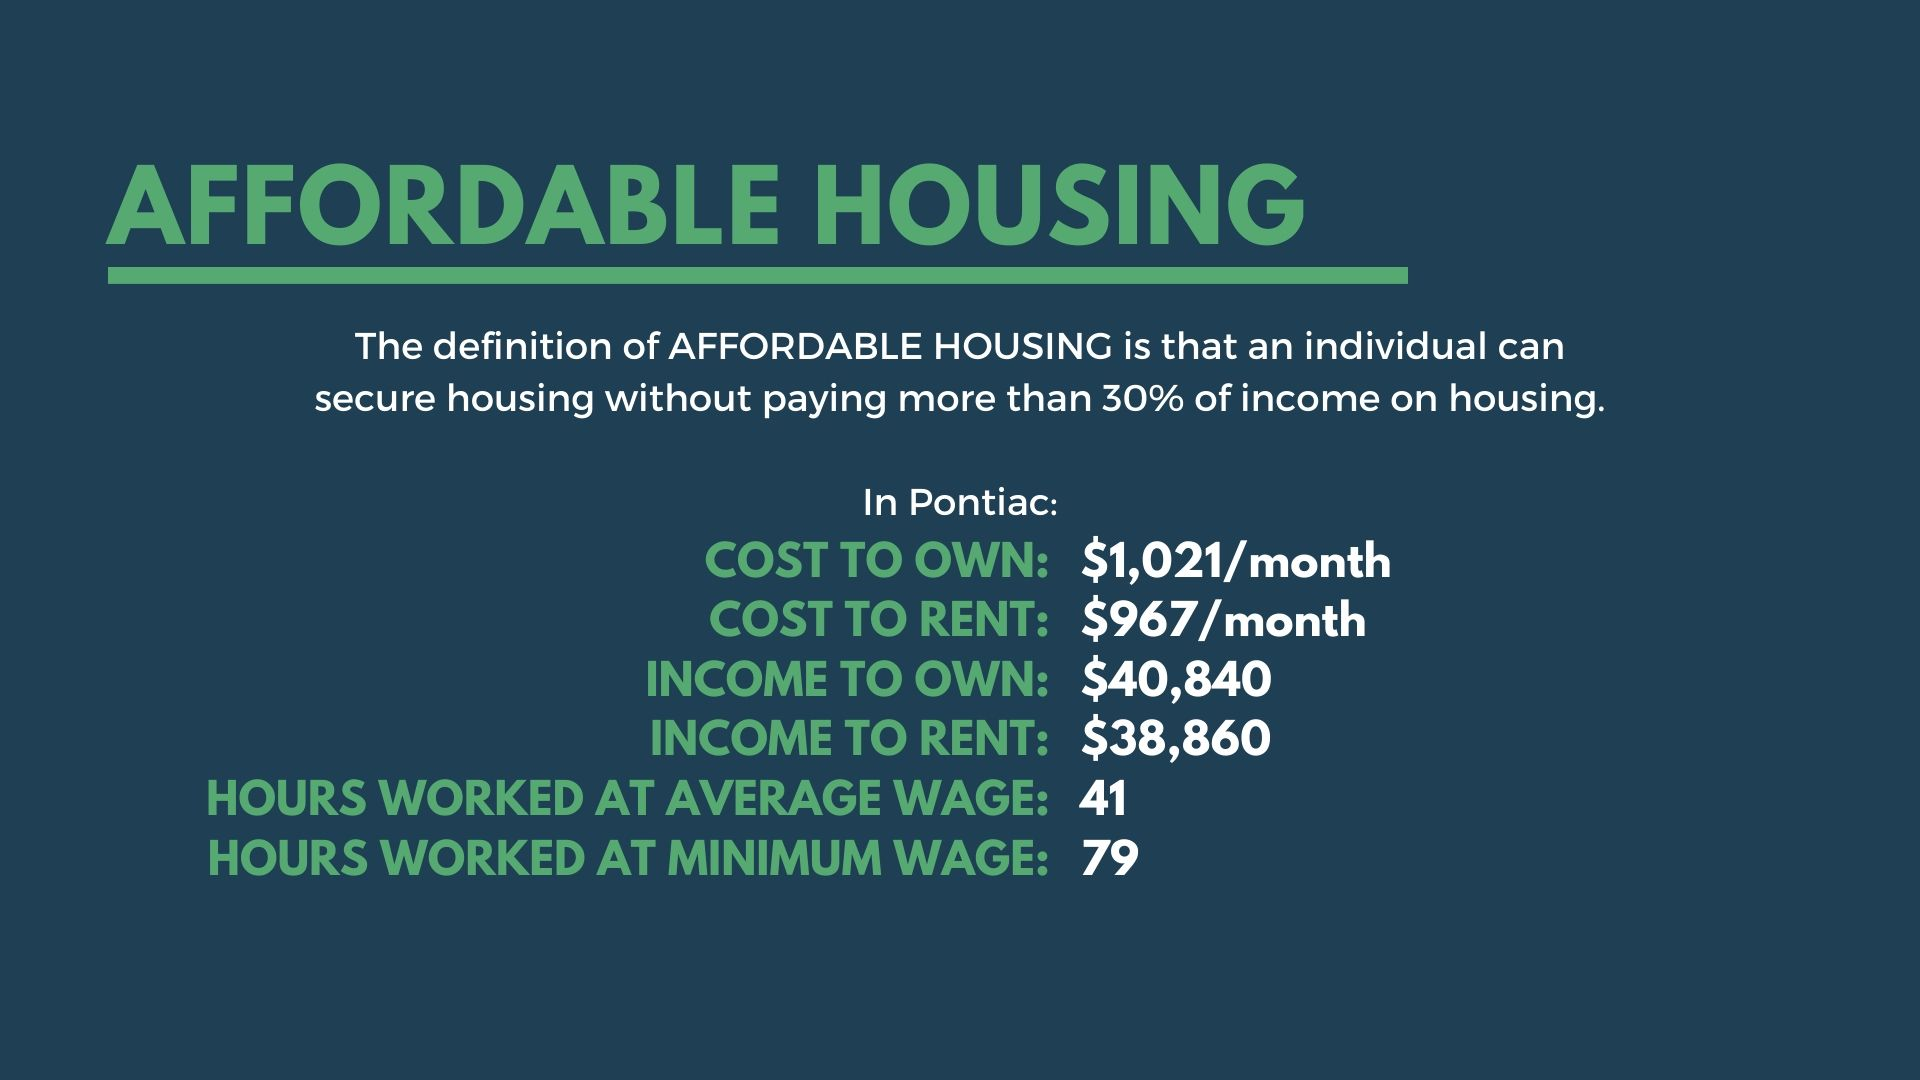 AFFORDABLE HOUSING
The definition of AFFORDABLE HOUSING is that an individual can
secure housing without paying more than 30% of income on housing.
In Pontiac:
COST TO OWN: $1,021/month
COST TO RENT: $967/month
INCOME TO OWN: $40,840
INCOME TO RENT: $38,860
HOURS WORKED AT AVERAGE WAGE: 41
HOURS WORKED AT MINIMUM WAGE: 79